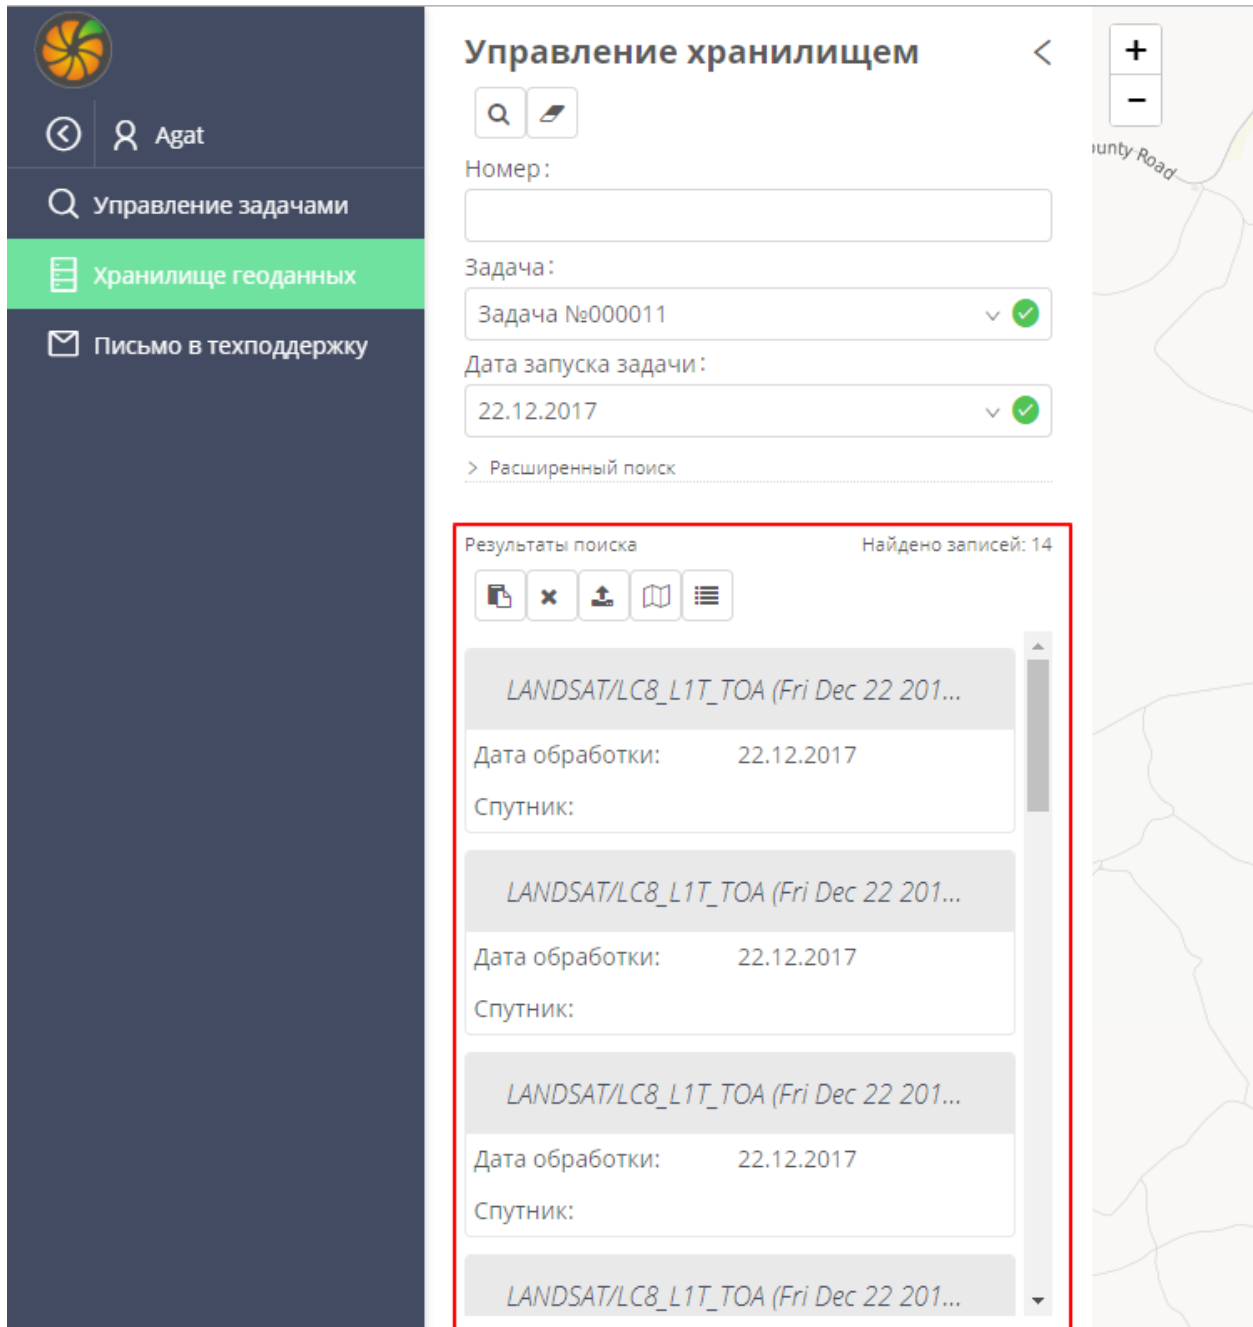 Agat
Управление задачами
Хранилище геоданных
Письмо в техподдержку
Управление хранилищем
Номер:
Задача:
Задача №000011
Дата запуска задачи:
22.12.2017
Расширенный поиск
Результаты поиска Найдено записей: 14
LANDSAT/LC8_L1T_TOA (Fri Dec 22 201...
Дата обработки: 22.12.2017
Спутник:
LANDSAT/LC8_L1T_TOA (Fri Dec 22 201...
Дата обработки: 22.12.2017
Спутник:
LANDSAT/LC8_L1T_TOA (Fri Dec 22 201...
Дата обработки: 22.12.2017
Спутник:
LANDSAT/LC8_L1T_TOA (Fri Dec 22 201...
+
−
Road